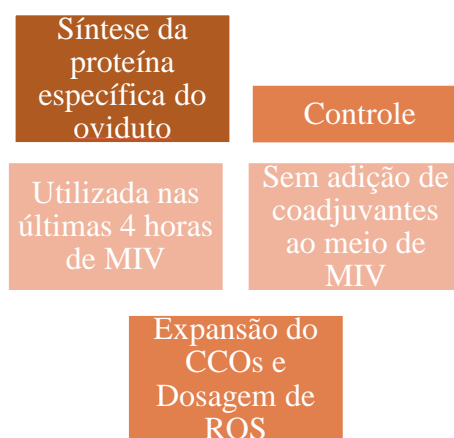 Síntese da
proteína
específica do
oviduto
Controle
Utilizada nas
últimas 4 horas
de MIV
Sem adição de
coadjuvantes
ao meio de
MIV
Expansão do
CCOs e
Dosagem de
ROS